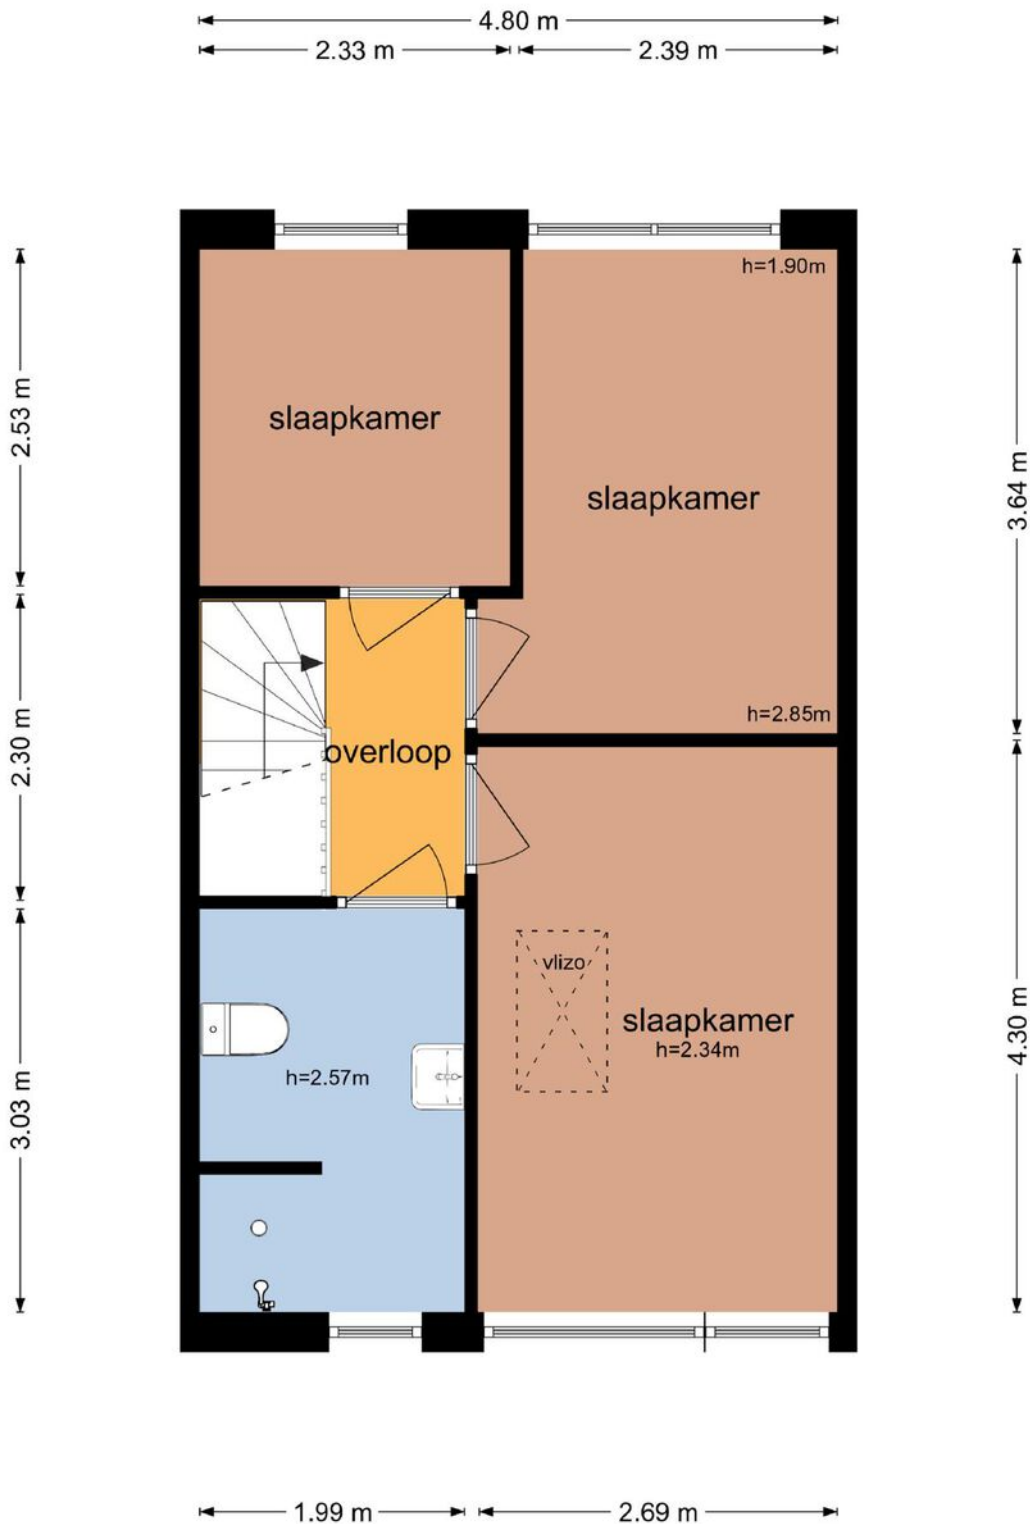 4.80 m
2.33 m
2.39 m
h=1.90m
2.53 m
slaapkamer
3.64 m
slaapkamer
h=2.85m
2.30 m
overloop
vlizo
slaapkamer
h=2.34m
4.30 m
h=2.57m
3.03 m
1.99 m
2.69 m